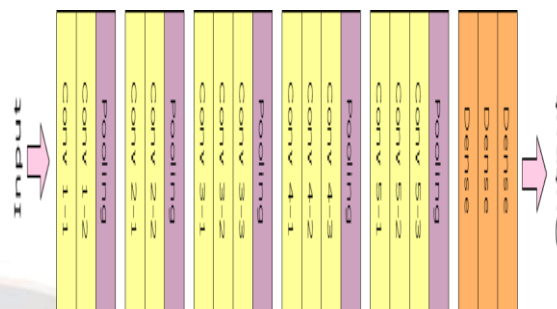 Input
Conv 1-1
Conv 1-2
Pooling
Conv 2-1
Conv 2-2
Pooling
Conv 3-1
Conv 3-2
Conv 3-3
Pooling
Conv 4-1
Conv 4-2
Conv 4-3
Pooling
Conv 5-1
Conv 5-2
Conv 5-3
Pooling
Dense
Dense
Dense